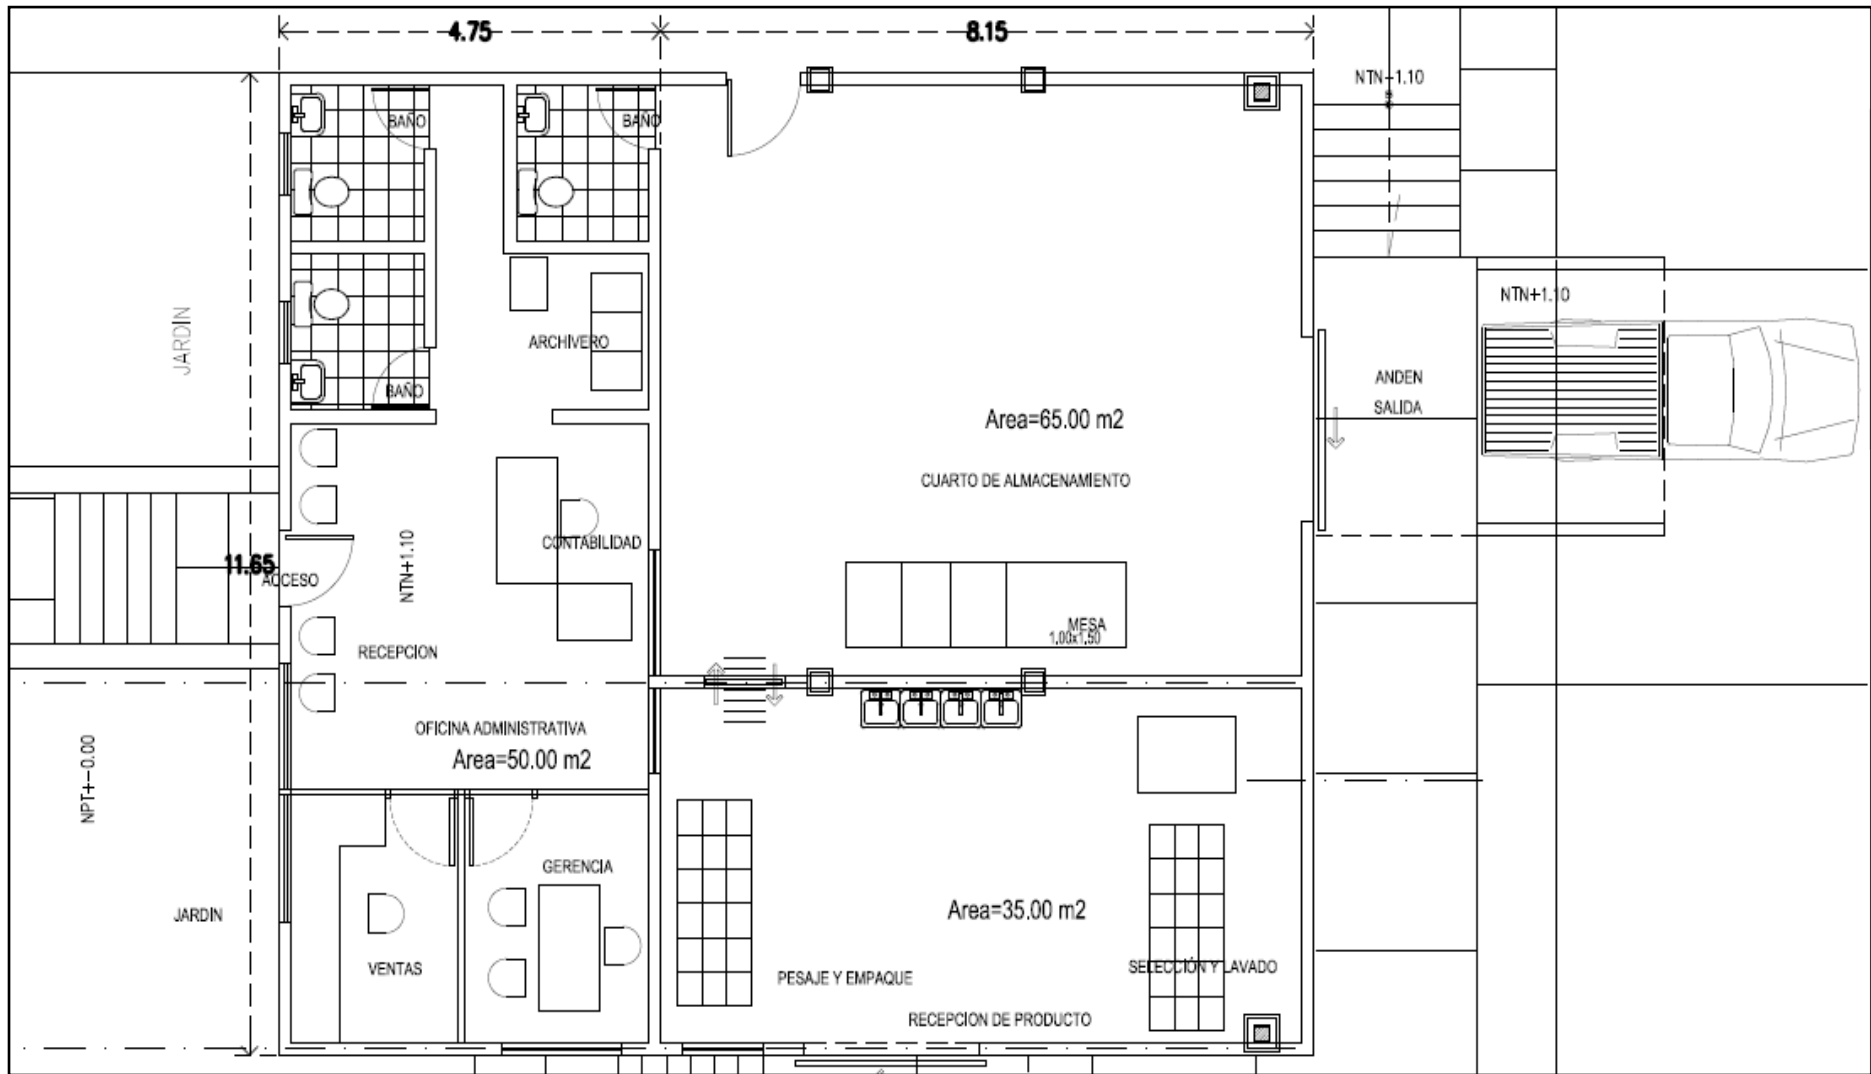 4.75
8.15
NTN-1.10
BAÑO
BAÑO
NTN+1.10
JARDIN
ARCHIVERO
ANDEN
SALIDA
BAÑO
Area=65.00 m2
CUARTO DE ALMACENAMIENTO
CONTABILIDAD
11.65
ACCESO
NTN+1.10
MESA
1.00x1.50
RECEPCION
OFICINA ADMINISTRATIVA
Area=50.00 m2
NPT+-0.00
GERENCIA
JARDIN
Area=35.00 m2
VENTAS
SELECCIÓN Y LAVADO
PESAJE Y EMPAQUE
RECEPCION DE PRODUCTO